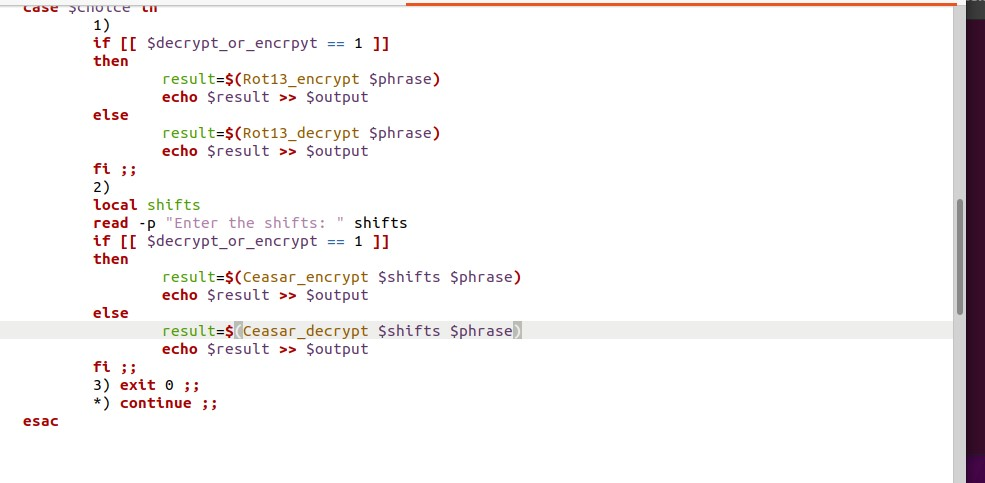 case $choice in
1)
if [[ $decrypt_or_encrpyt == 1 ]]
then
result=$(Rot13_encrypt $phrase)
echo $result >> $output
else
result=$(Rot13_decrypt $phrase)
echo $result >> $output
fi ;;
2)
local shifts
read -p "Enter the shifts: " shifts
if [[ $decrypt_or_encrypt == 1 ]]
then
result=$(Ceasar_encrypt $shifts $phrase)
echo $result >> $output
else
result=$(Ceasar_decrypt $shifts $phrase)
echo $result >> $output
fi ;;
3) exit 0 ;;
*) continue ;;
esac